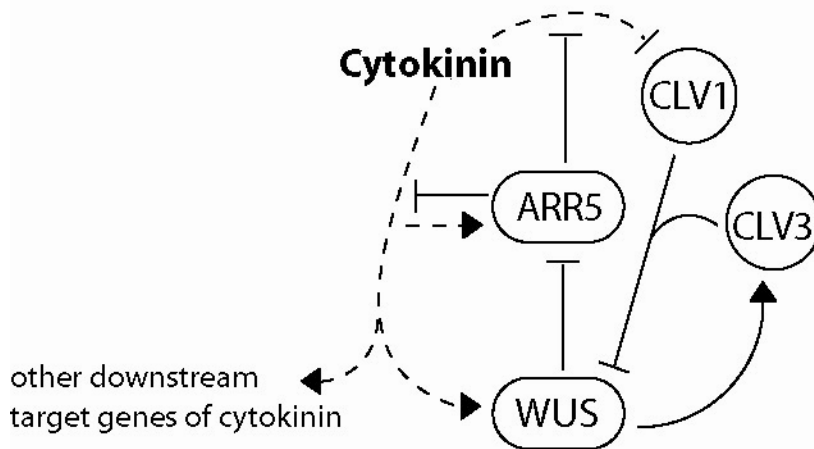 Cytokinin
CLV1
ARR5
CLV3
other downstream
target genes of cytokinin
WUS